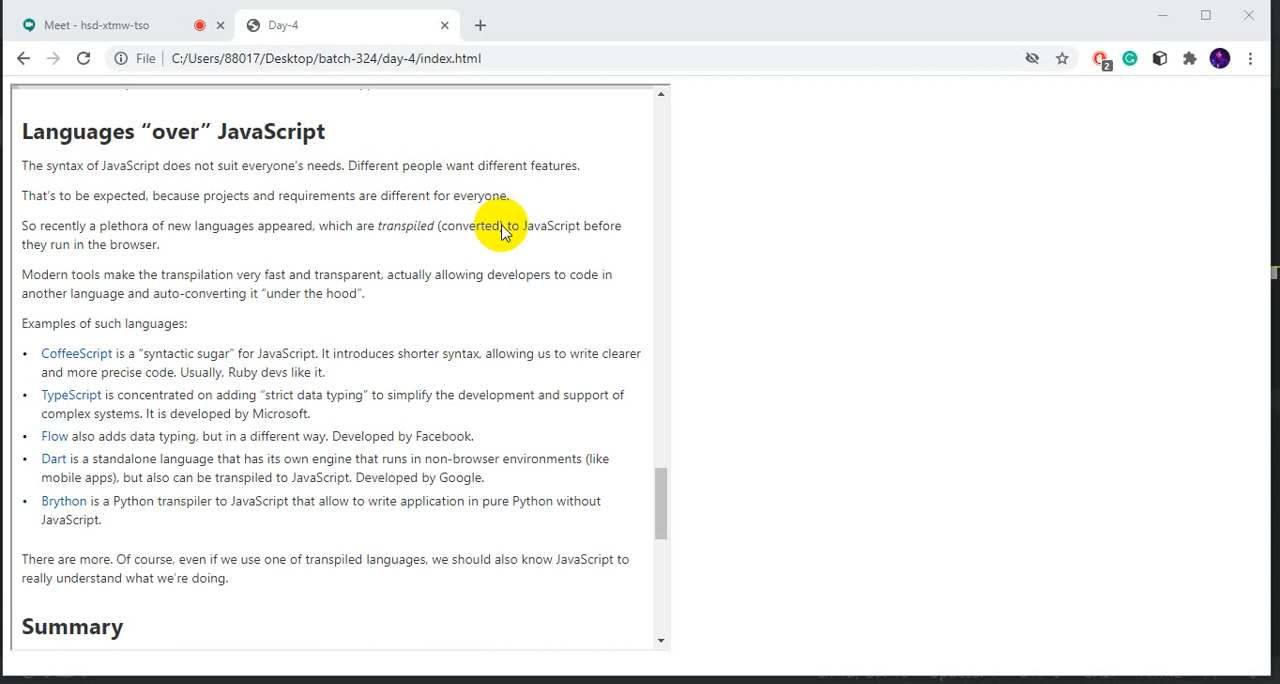 Meet - hsd-xtmw-tso
Day-4
File
C:/Users/88017/Desktop/batch-324/day-4/index.html
2
Languages “over” JavaScript
The syntax of JavaScript does not suit everyone’s needs. Different people want different features.
That’s to be expected, because projects and requirements are different for everyone.
So recently a plethora of new languages appeared, which are transpiled (converted) to JavaScript before
they run in the browser.
Modern tools make the transpilation very fast and transparent, actually allowing developers to code in
another language and auto-converting it “under the hood”.
Examples of such languages:
• CoffeeScript is a “syntactic sugar” for JavaScript. It introduces shorter syntax, allowing us to write clearer
and more precise code. Usually, Ruby devs like it.
• TypeScript is concentrated on adding “strict data typing” to simplify the development and support of
complex systems. It is developed by Microsoft.
• Flow also adds data typing, but in a different way. Developed by Facebook.
• Dart is a standalone language that has its own engine that runs in non-browser environments (like
mobile apps), but also can be transpiled to JavaScript. Developed by Google.
• Brython is a Python transpiler to JavaScript that allow to write application in pure Python without
JavaScript.
There are more. Of course, even if we use one of transpiled languages, we should also know JavaScript to
really understand what we’re doing.
Summary